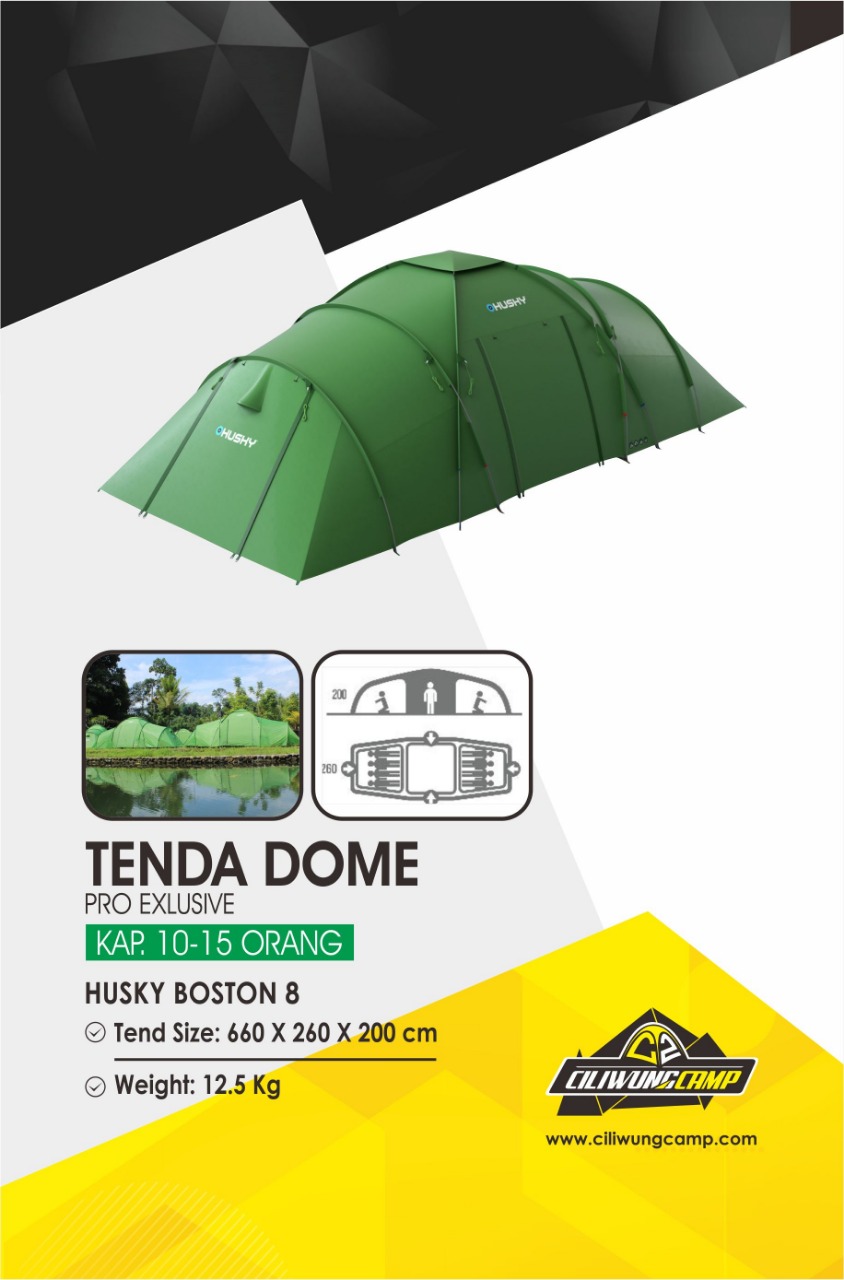 HUSKY
HUSKY
200
260
TENDA DOME
PRO EXLUSIVE
KAP. 10-15 ORANG
HUSKY BOSTON 8
Tend Size: 660 X 260 X 200 cm
Weight: 12.5 Kg
C2
CILIWUNGCAMP
www.ciliwungcamp.com